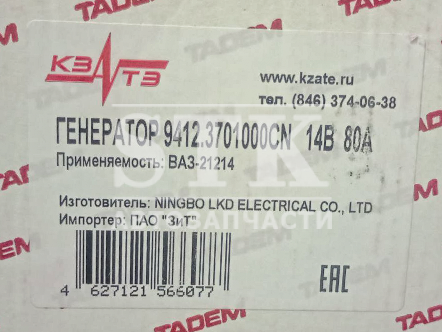 TADEM TADEM
КЗАТЭ
www.kzate.ru
тел. (846) 374-06-38
ГЕНЕРАТОР 9412.3701000CN 14В 80А
Применяемость: ВАЗ-21214
Изготовитель: NINGBO LKD ELECTRICAL CO., LTD
Импортер: ПАО "ЗиТ"
EAC
4 627121 566077
TADEM